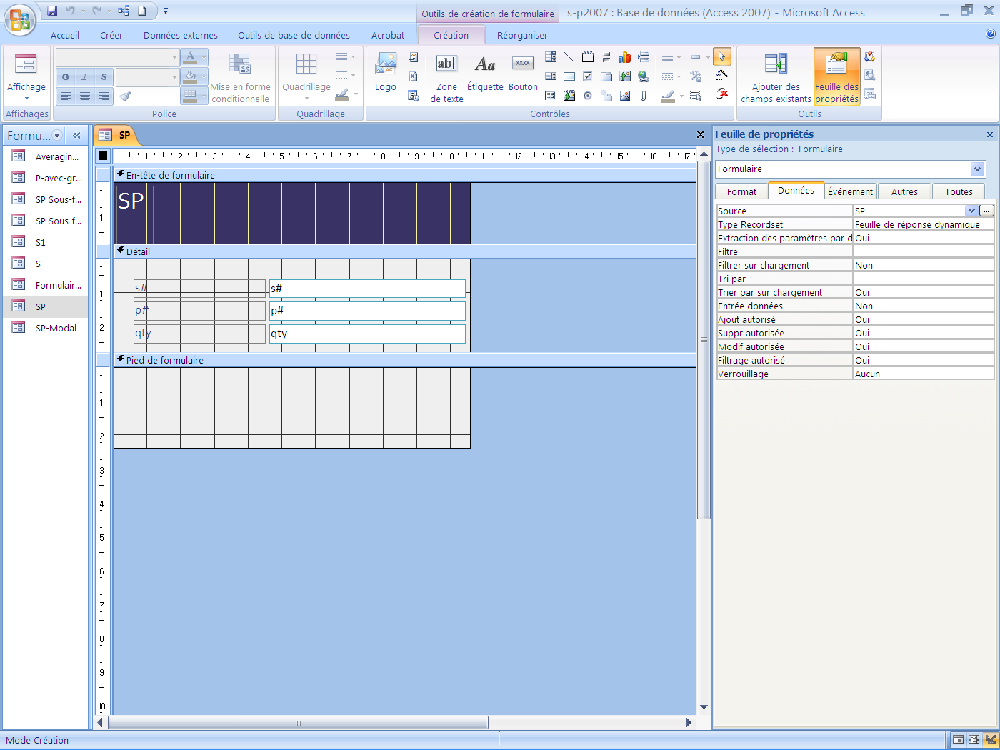 Outils de création de formulaire
s-p2007 : Base de données (Access 2007) - Microsoft Access
Accueil
Créer
Données externes
Outils de base de données
Acrobat
Création
Réorganiser
Affichage
Affichages
A
G I S
Mise en forme
conditionnelle
Police
Quadrillage
Quadrillage
Logo
ab|
Zone
de texte
Aa
Étiquette
XXXX
Bouton
XYZ
Contrôles
Ajouter des
champs existants
Feuille des
propriétés
Outils
Formu...
Averagin...
P-avec-gr...
SP Sous-f...
SP Sous-f...
S1
S
Formulair...
SP
SP-Modal
SP
1 2 3 4 5 6 7 8 9 10 11 12 13 14 15 16 17
En-tête de formulaire
SP
1
Détail
s# s#
1
p# p#
2
qty qty
Pied de formulaire
1
2
3
4
5
6
7
8
9
10
Feuille de propriétés
Type de sélection : Formulaire
Formulaire
Format Données Événement Autres Toutes
Source SP ...
Type Recordset Feuille de réponse dynamique
Extraction des paramètres par d Oui
Filtre
Filtrer sur chargement Non
Tri par
Trier par sur chargement Oui
Entrée données Non
Ajout autorisé Oui
Suppr autorisée Oui
Modif autorisée Oui
Filtrage autorisé Oui
Verrouillage Aucun
Mode Création